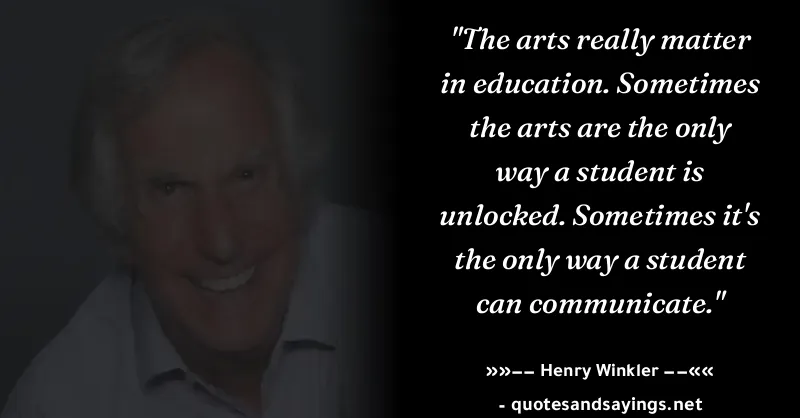 "The arts really matter
in education. Sometimes
the arts are the only
way a student is
unlocked. Sometimes it's
the only way a student
can communicate."
»»–– Henry Winkler ––««
- quotesandsayings.net